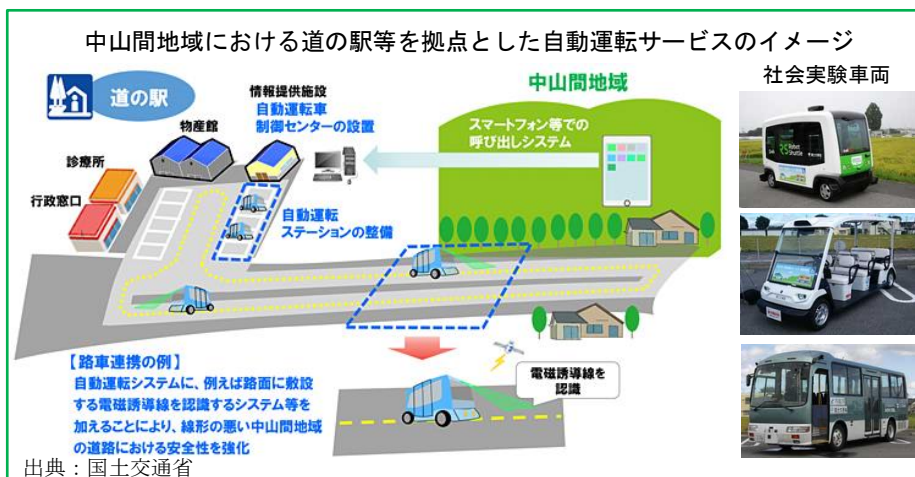 中山間地域における道の駅等を拠点とした自動運転サービスのイメージ
社会実験車両
道の駅
情報提供施設
自動運転車
制御センターの設置
物産館
診療所
行政窓口
自動運転
ステーションの整備
中山間地域
スマートフォン等での
呼び出しシステム
【路車連携の例】
自動運転システムに、例えば路面に敷設
する電磁誘導線を認識するシステム等を
加えることにより、線形の悪い中山間地域
の道路における安全性を強化
電磁誘導線を
認識
出典：国土交通省
Robot
Shuttle